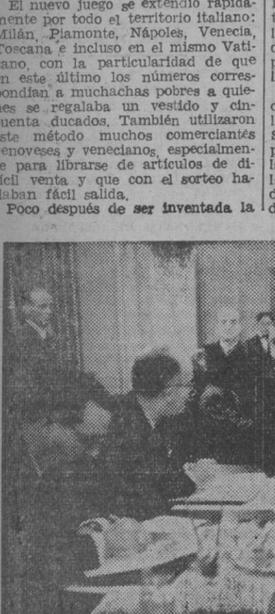 El nuevo juego se extendió rápida-
mente por todo el territorio italiano:
Milán, Piamonte, Nápoles, Venecia,
Toscana e incluso en el mismo Vati-
cano, con la particularidad de que
en este último los números corres-
pondían a muchachas pobres a quie-
nes se regalaba un vestido y cin-
cuenta ducados. También utilizaron
este método muchos comerciantes
genoveses y venecianos, especialmen-
te para librarse de artículos de di-
fícil venta y que con el sorteo ha-
llaban fácil salida.
Poco después de ser inventada la